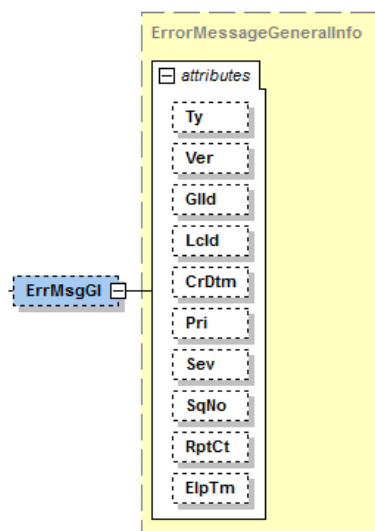 ErrorMessageGeneralInfo
attributes
Ty
Ver
GlId
LcId
ErrMsgGI
CrDtm
Pri
Sev
SqNo
RptCt
ElpTm